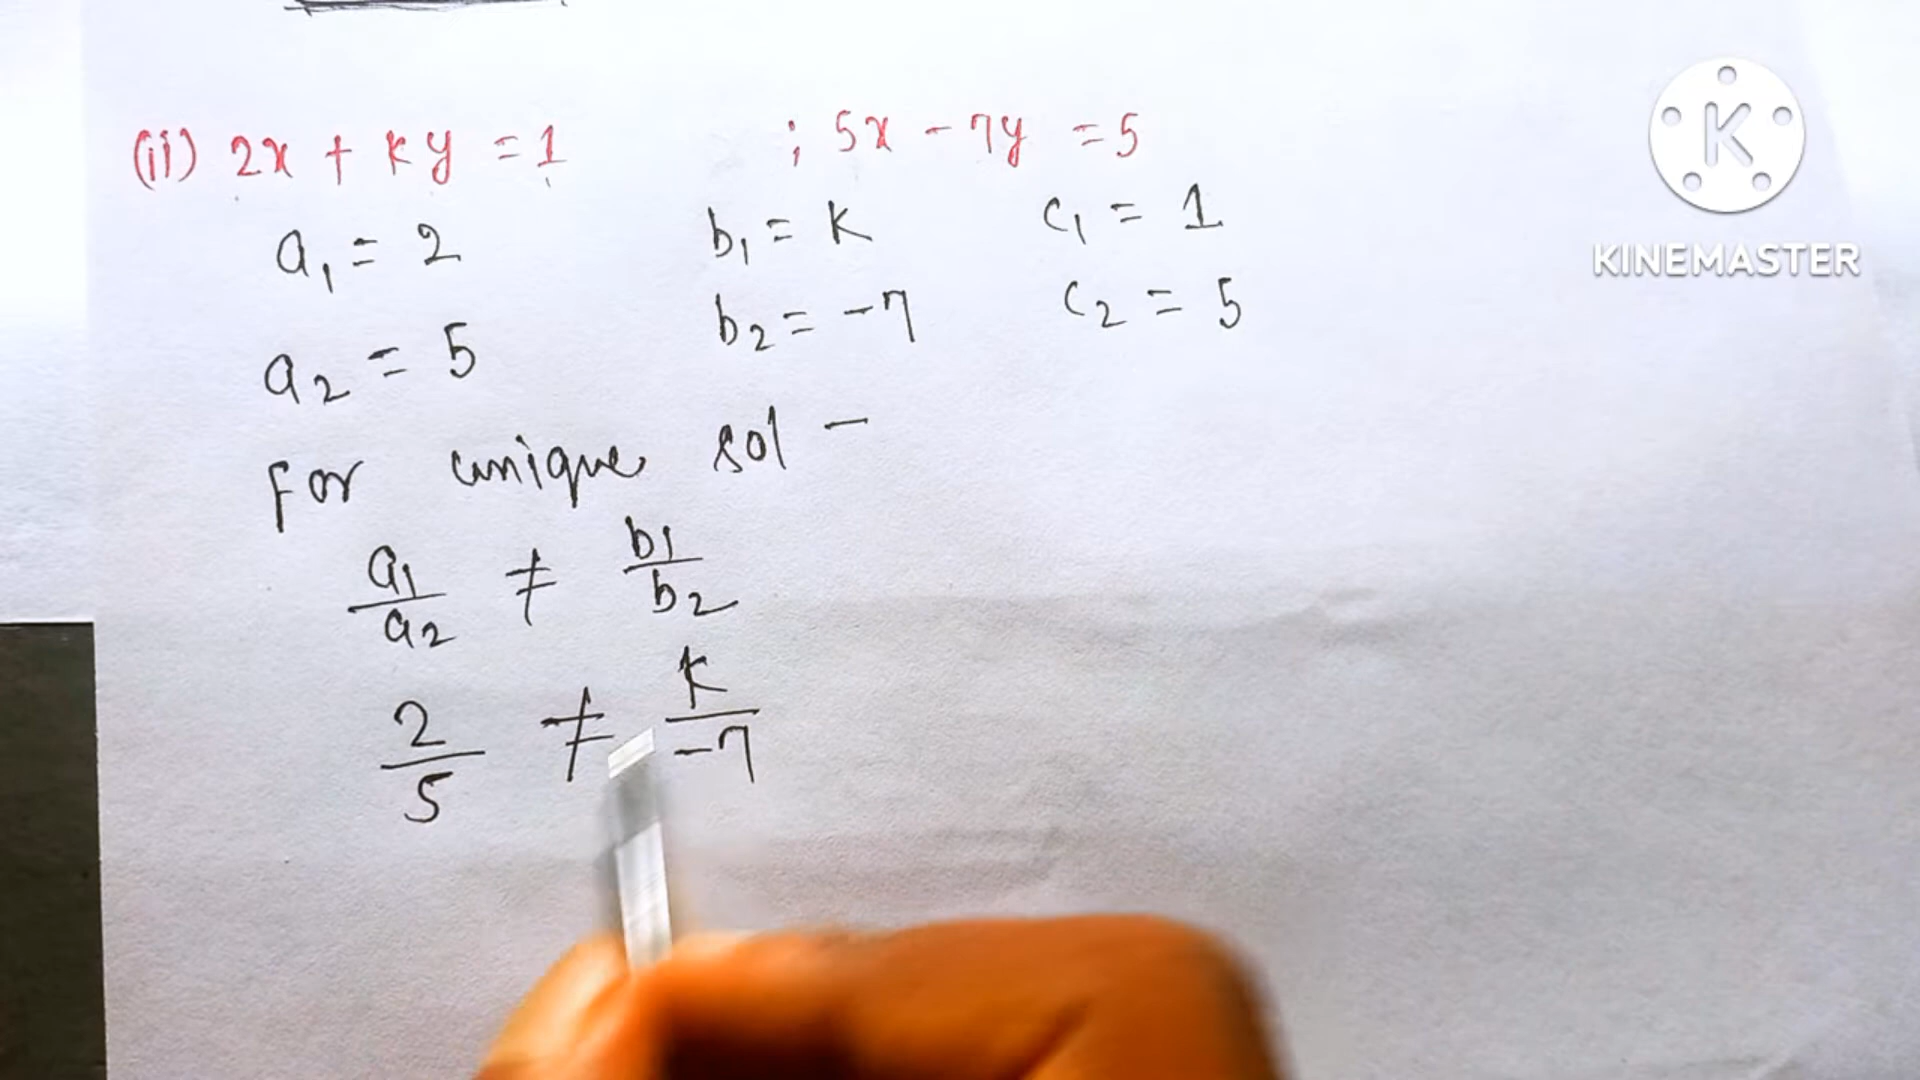 (ii) 2x + ky = 1 ; 5x - 7y = 5
a₁ = 2 b₁ = k c₁ = 1
a₂ = 5 b₂ = -7 c₂ = 5
For unique sol -
a₁/a₂ ≠ b₁/b₂
2/5 ≠ k/-7
K
KINEMASTER